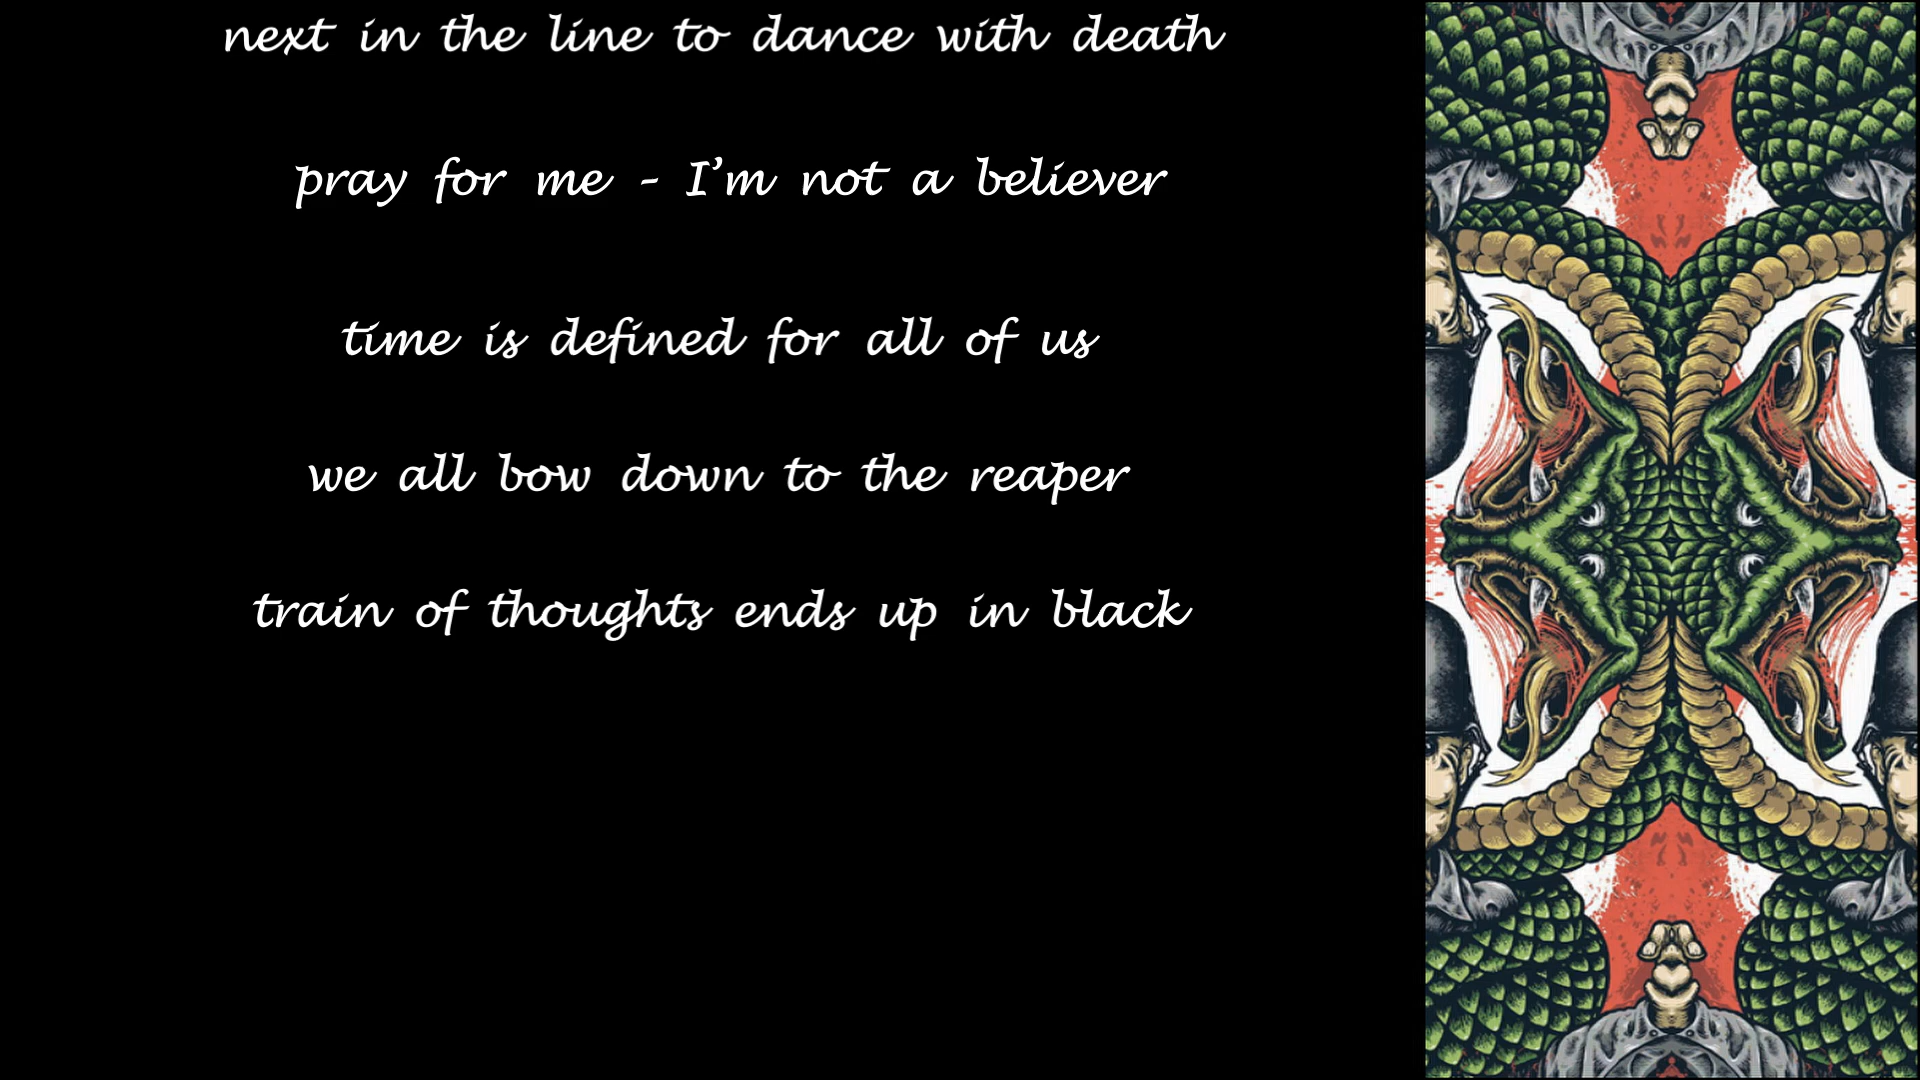 next in the line to dance with death
pray for me – I’m not a believer
time is defined for all of us
we all bow down to the reaper
train of thoughts ends up in black